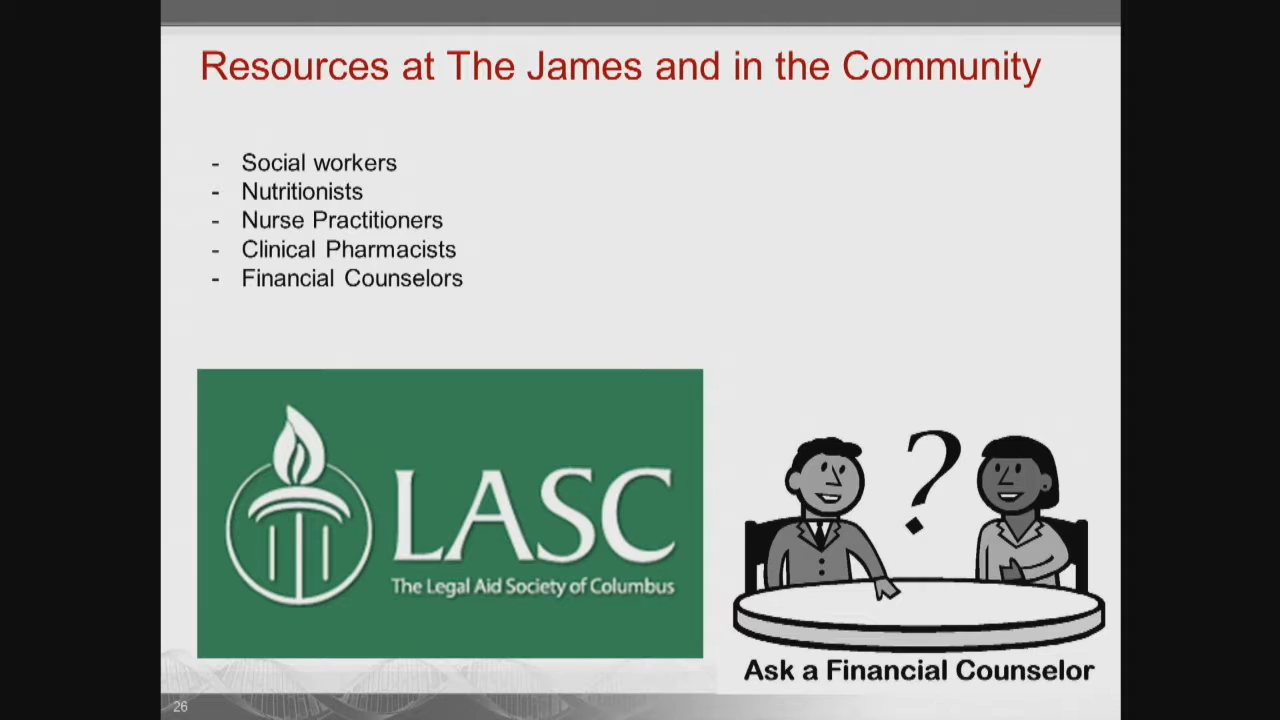 Resources at The James and in the Community
- Social workers
- Nutritionists
- Nurse Practitioners
- Clinical Pharmacists
- Financial Counselors
LASC
The Legal Aid Society of Columbus
?
Ask a Financial Counselor
26